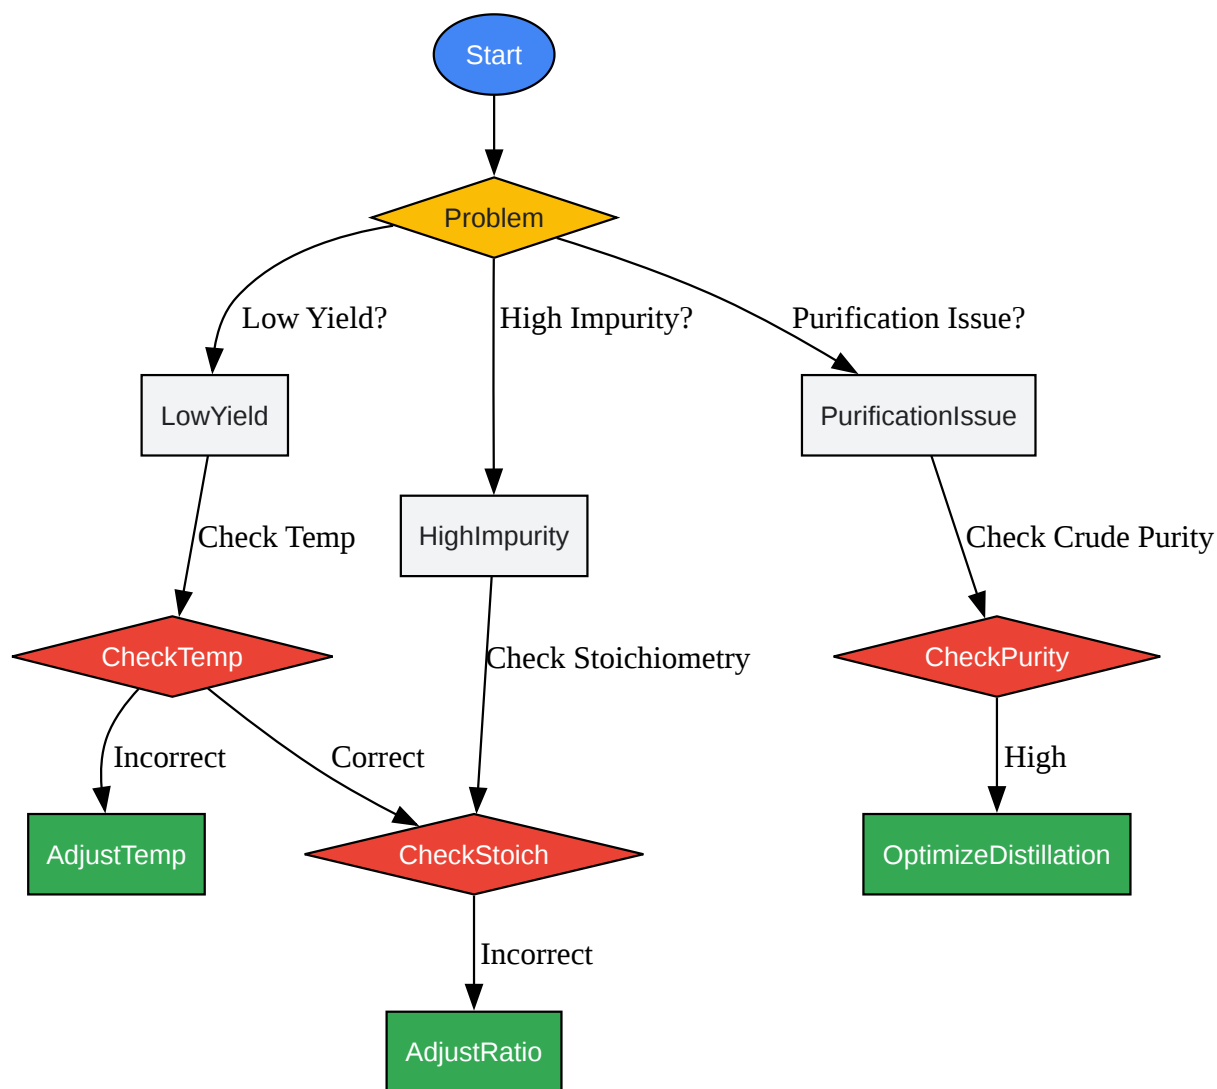 Start
Problem
Low Yield?
High Impurity?
Purification Issue?
LowYield
PurificationIssue
HighImpurity
Check Temp
Check Crude Purity
CheckTemp
Check Stoichiometry
CheckPurity
Incorrect
Correct
High
AdjustTemp
CheckStoich
OptimizeDistillation
Incorrect
AdjustRatio